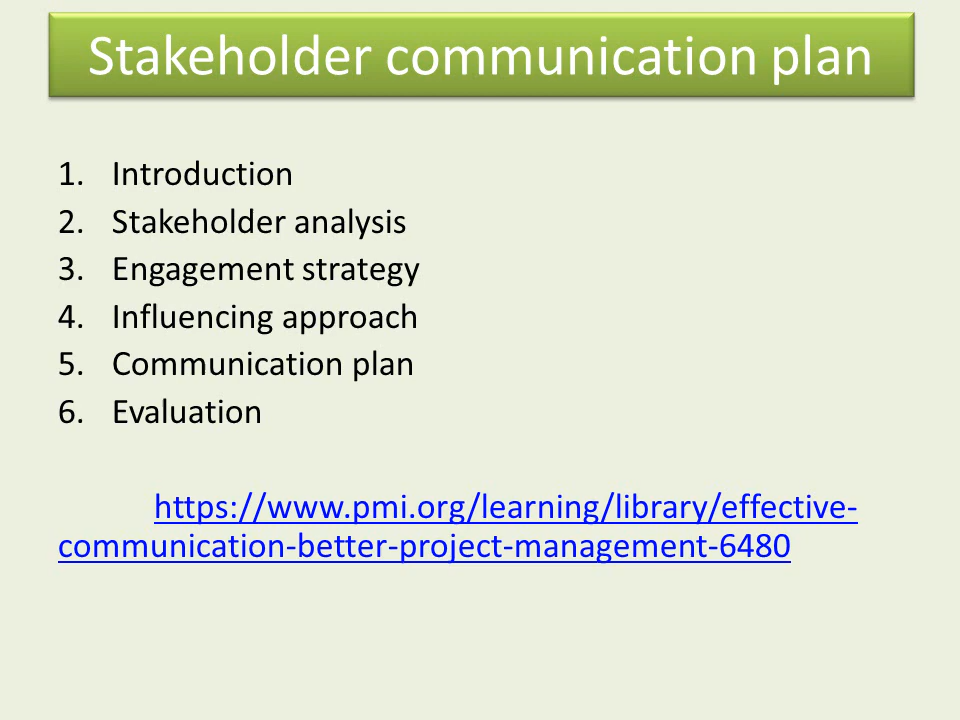 Stakeholder communication plan
1. Introduction
2. Stakeholder analysis
3. Engagement strategy
4. Influencing approach
5. Communication plan
6. Evaluation
https://www.pmi.org/learning/library/effective-
communication-better-project-management-6480